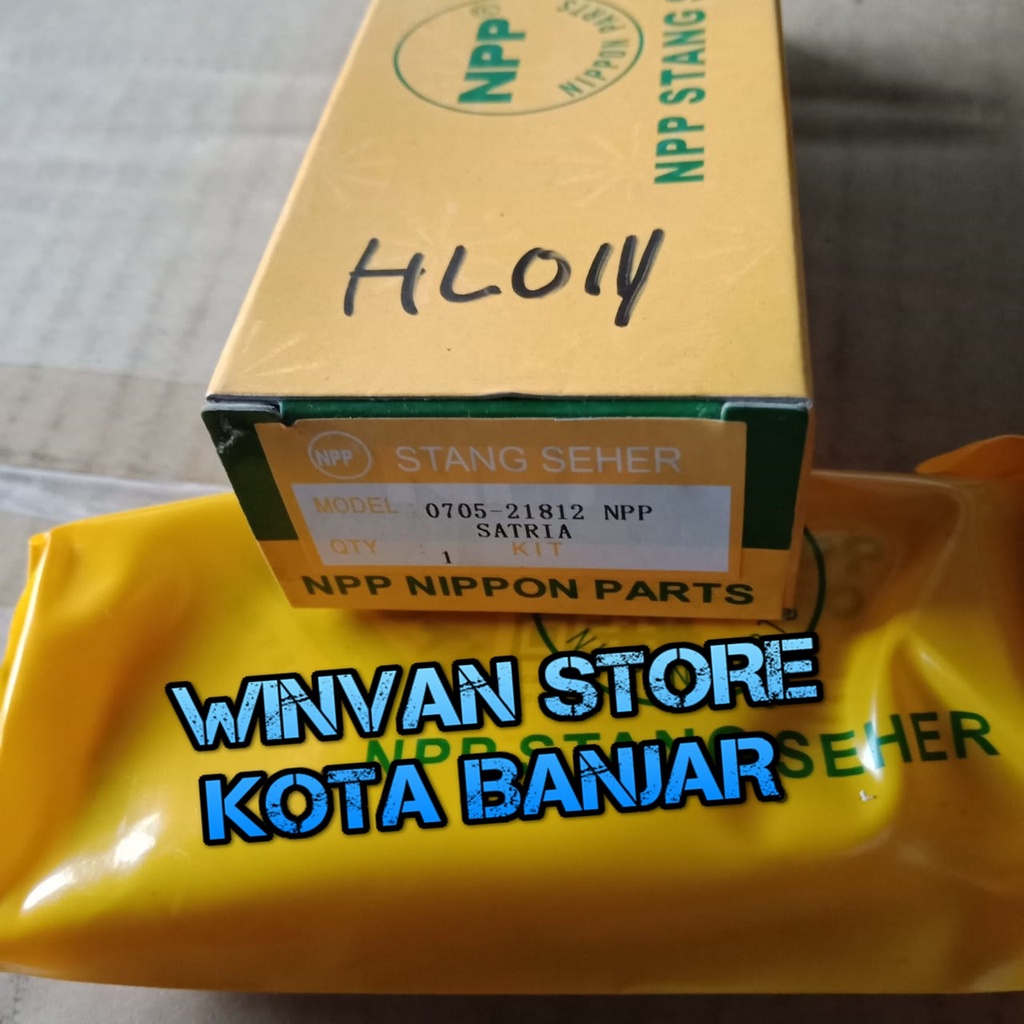 NPP®
NIPPON PARTS
NPP STANG S
HL01Y
NPP STANG SEHER
MODEL 0705-21812 NPP
SATRIA
QTY : 1 KIT
NPP NIPPON PARTS
WINVAN STORE
KOTA BANJAR
NPP STANG SEHER